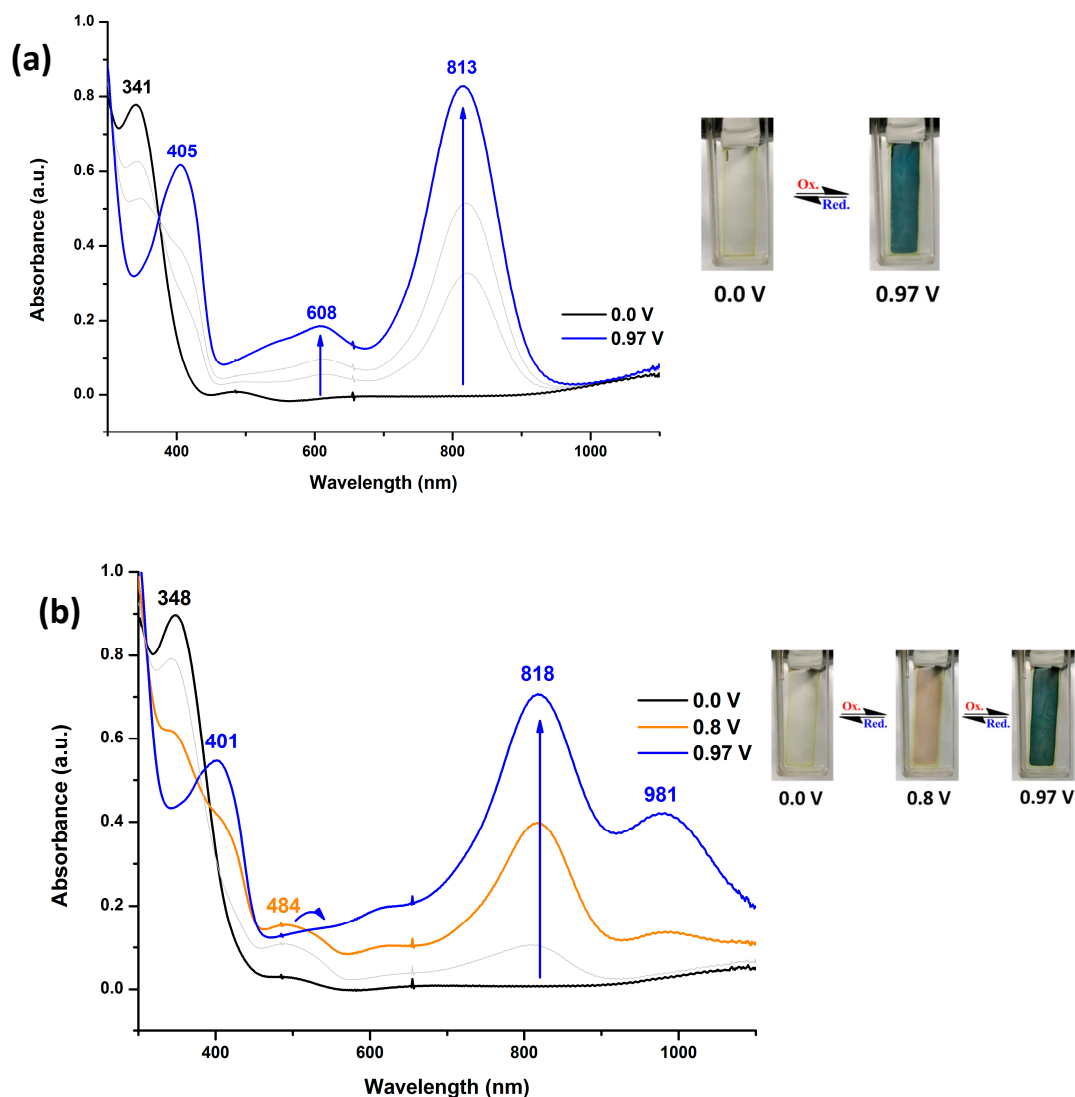 (a)
1.0
0.8
0.6
0.4
0.2
0.0
Absorbance (a.u.)
341
405
608
813
0.0 V
0.97 V
400
600
800
1000
Wavelength (nm)
Ox.
Red.
0.0 V
0.97 V
(b)
1.0
0.8
0.6
0.4
0.2
0.0
Absorbance (a.u.)
348
401
484
818
981
0.0 V
0.8 V
0.97 V
400
600
800
1000
Wavelength (nm)
Ox.
Red.
Ox.
Red.
0.0 V
0.8 V
0.97 V